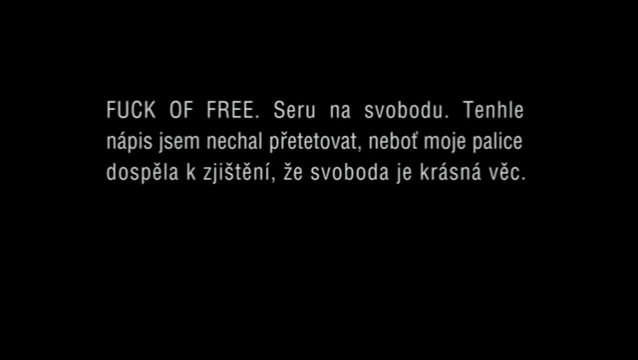 FUCK OF FREE. Seru na svobodu. Tenhle
nápis jsem nechal přetetovat, neboť moje palice
dospěla k zjištění, že svoboda je krásná věc.